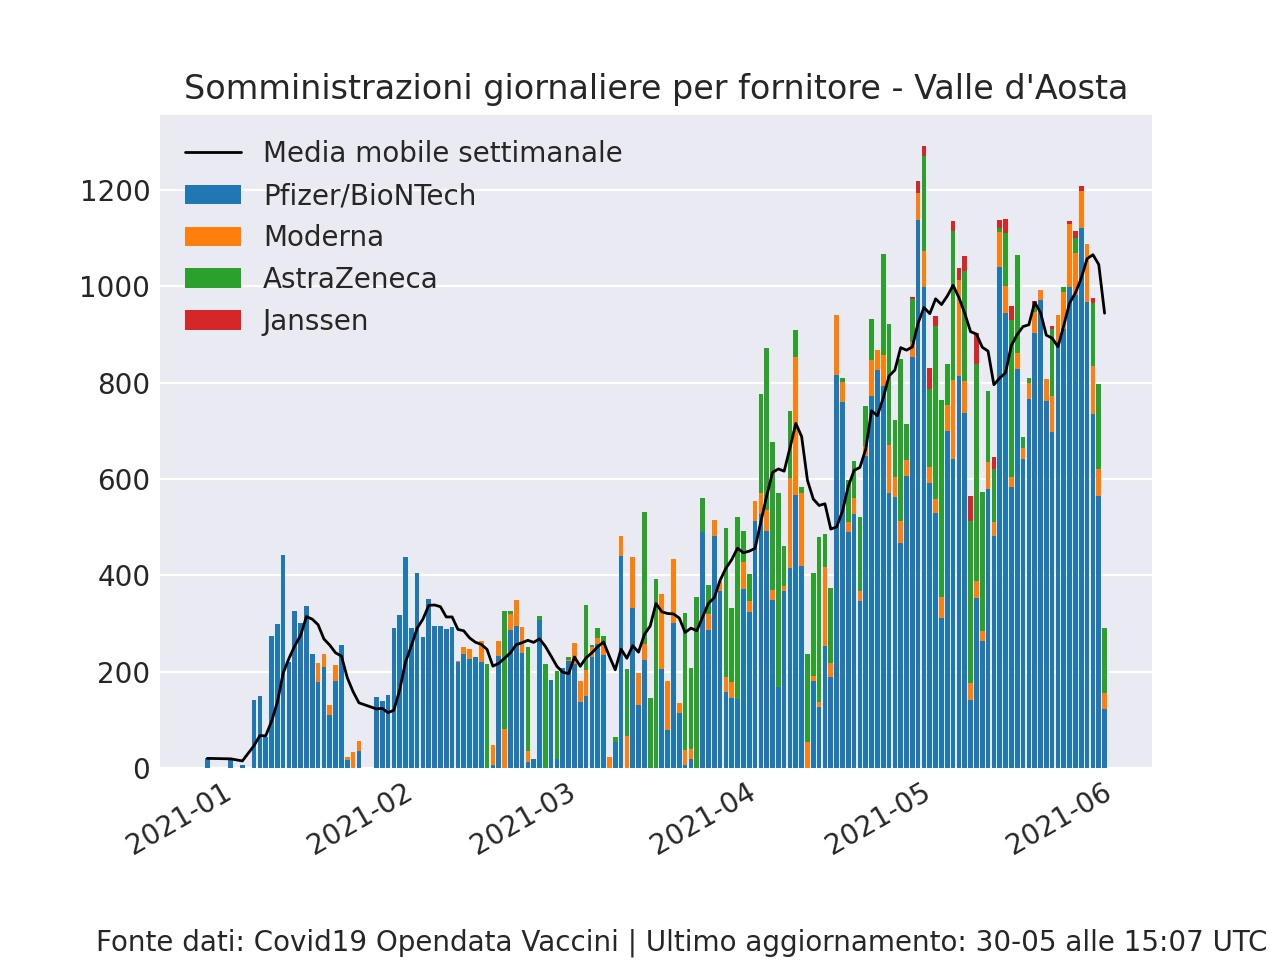 Somministrazioni giornaliere per fornitore - Valle d'Aosta
Media mobile settimanale
Pfizer/BioNTech
Moderna
AstraZeneca
Janssen
1200
1000
800
600
400
200
0
2021-01
2021-02
2021-03
2021-04
2021-05
2021-06
Fonte dati: Covid19 Opendata Vaccini | Ultimo aggiornamento: 30-05 alle 15:07 UTC